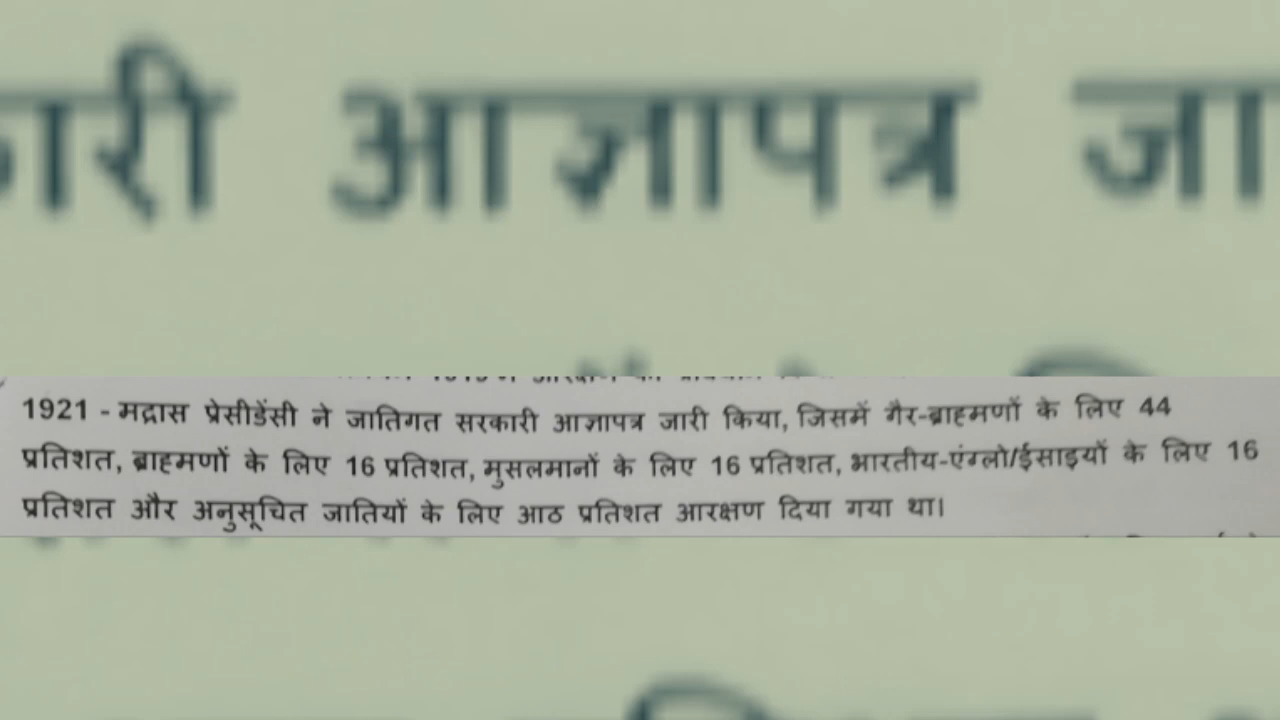 कारी आज्ञापत्र जा
1921 - मद्रास प्रेसीडेंसी ने जातिगत सरकारी आज्ञापत्र जारी किया, जिसमें गैर-ब्राह्मणों के लिए 44
प्रतिशत, ब्राह्मणों के लिए 16 प्रतिशत, मुसलमानों के लिए 16 प्रतिशत, भारतीय-एंग्लो/ईसाइयों के लिए 16
प्रतिशत और अनुसूचित जातियों के लिए आठ प्रतिशत आरक्षण दिया गया था।